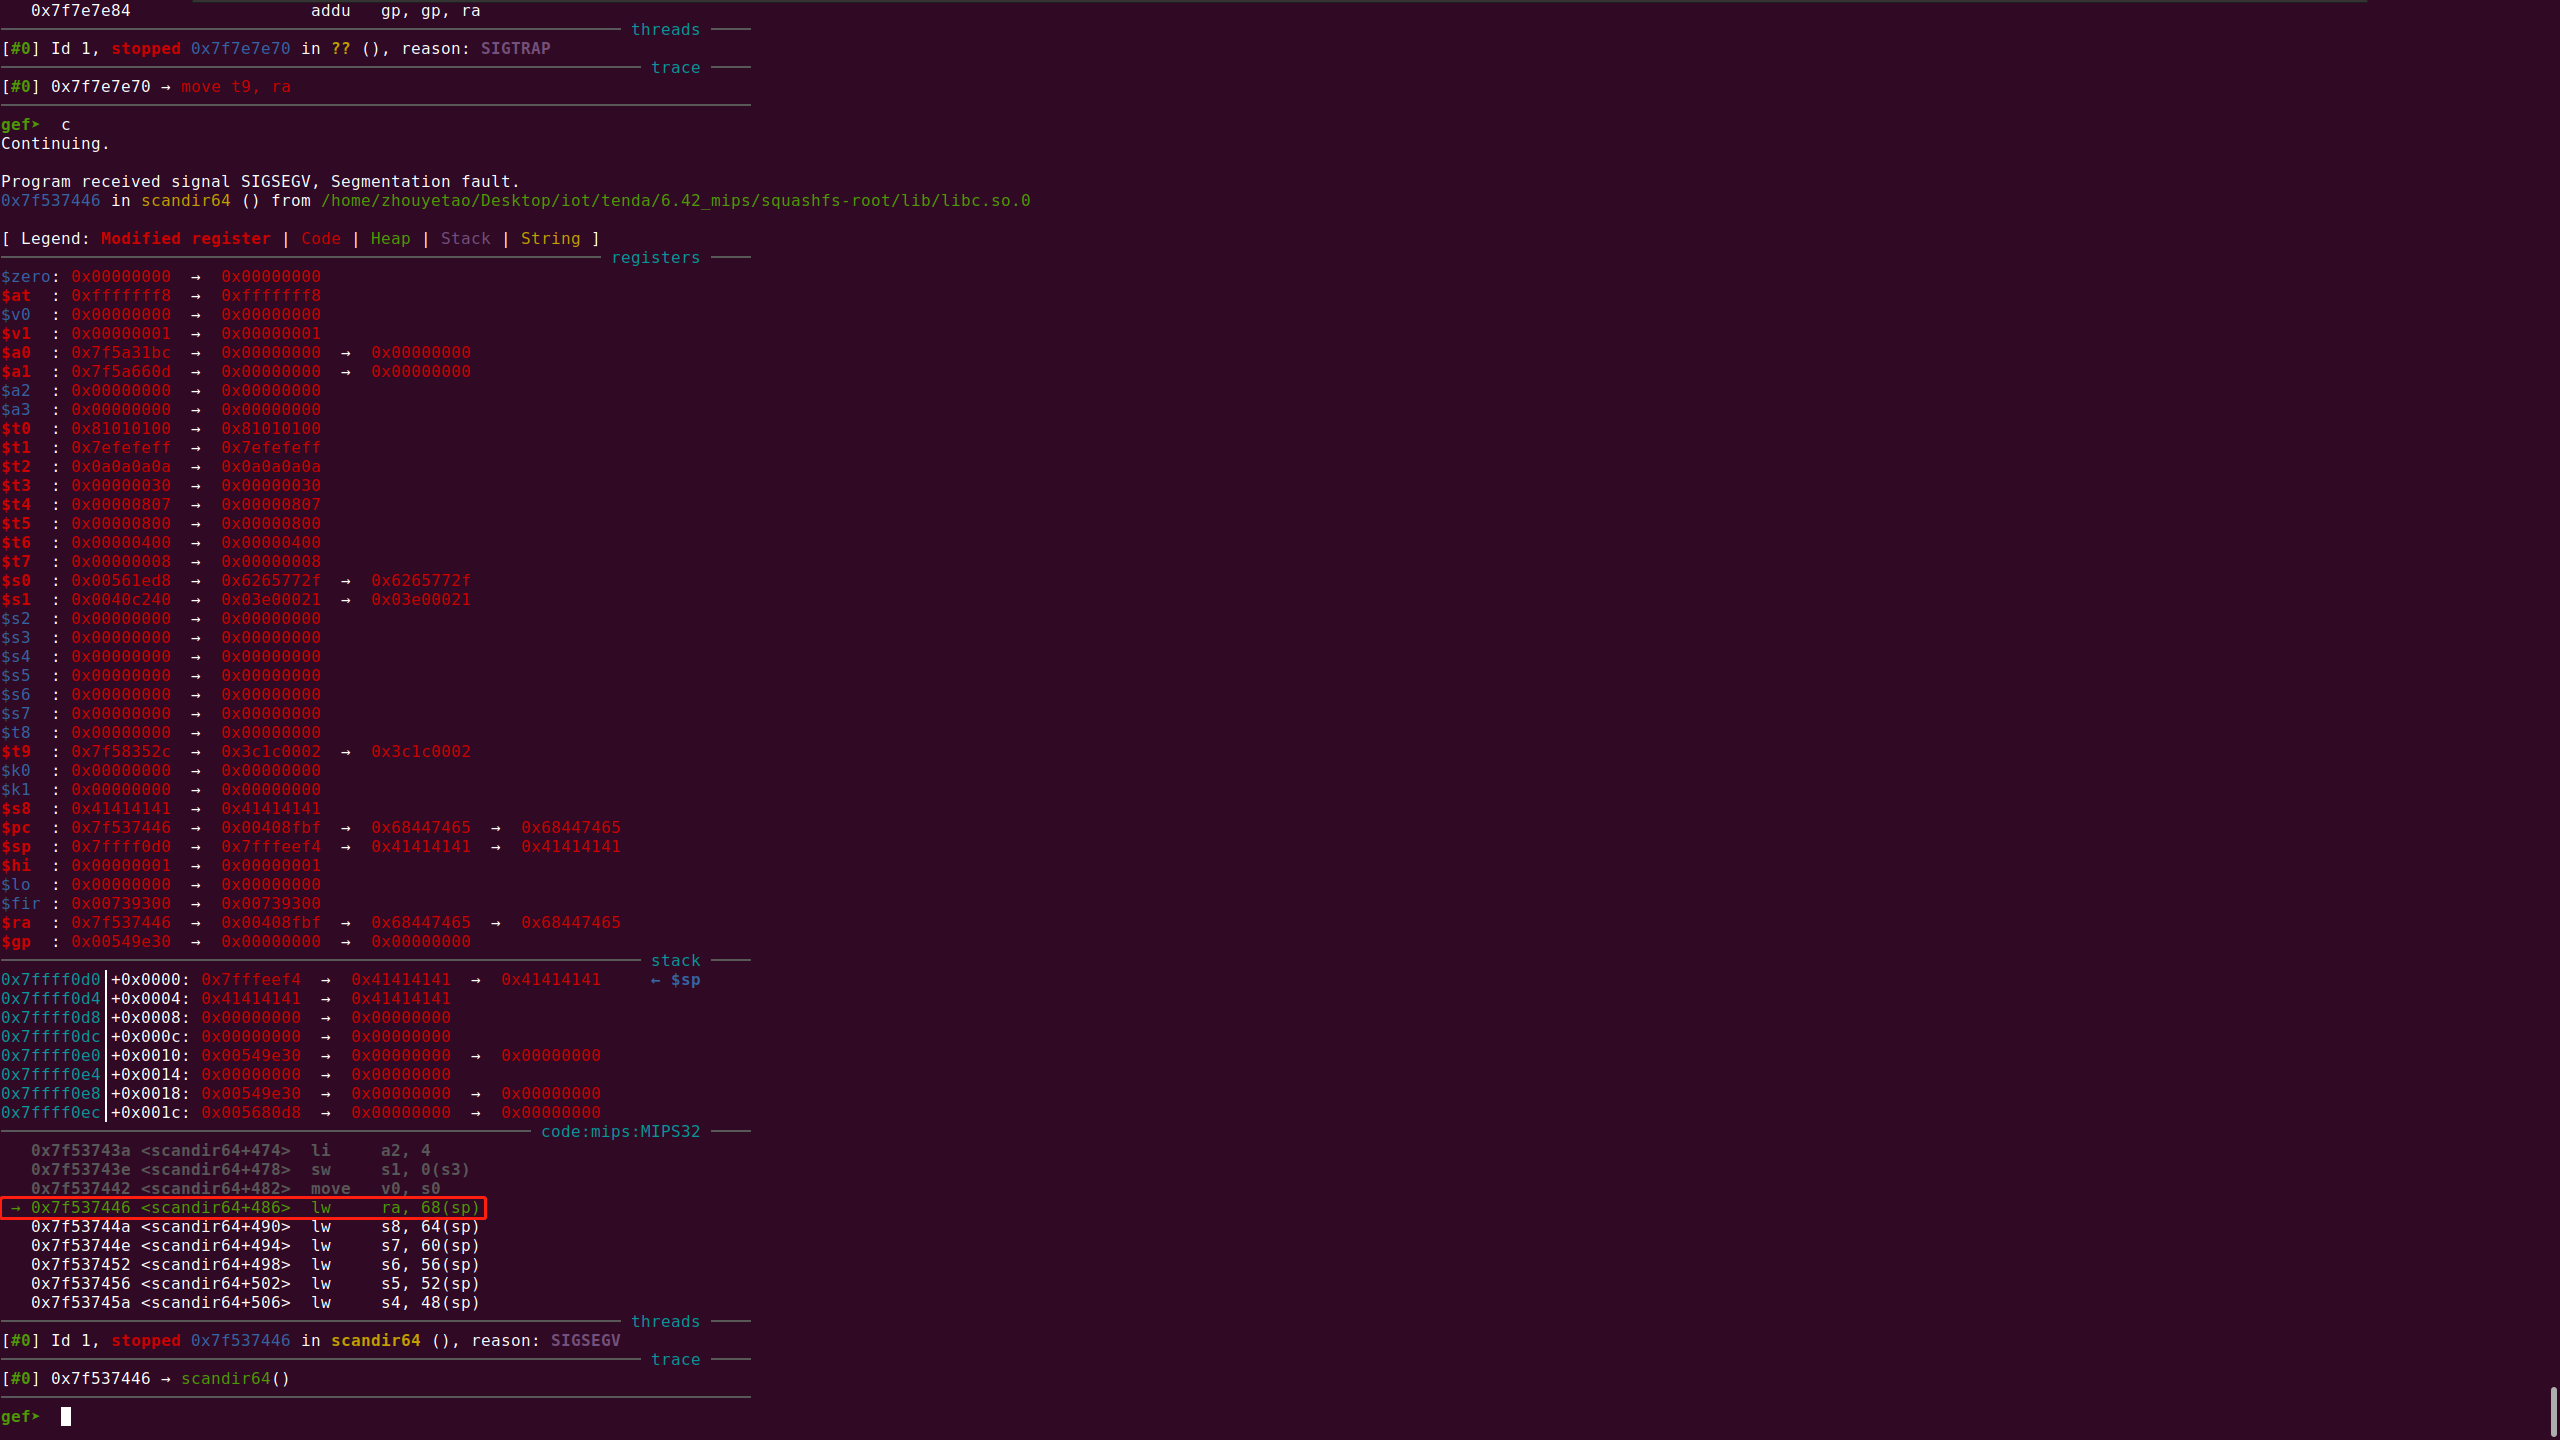 0x7f7e7e84                  addu   gp, gp, ra
threads
[#0] Id 1, stopped 0x7f7e7e70 in ?? (), reason: SIGTRAP
trace
[#0] 0x7f7e7e70 → move t9, ra
gef➤  c
Continuing.
Program received signal SIGSEGV, Segmentation fault.
0x7f537446 in scandir64 () from /home/zhouyetao/Desktop/iot/tenda/6.42_mips/squashfs-root/lib/libc.so.0
[ Legend: Modified register | Code | Heap | Stack | String ]
registers
$zero: 0x00000000  →  0x00000000
$at  : 0xfffffff8  →  0xfffffff8
$v0  : 0x00000000  →  0x00000000
$v1  : 0x00000001  →  0x00000001
$a0  : 0x7f5a31bc  →  0x00000000  →  0x00000000
$a1  : 0x7f5a660d  →  0x00000000  →  0x00000000
$a2  : 0x00000000  →  0x00000000
$a3  : 0x00000000  →  0x00000000
$t0  : 0x81010100  →  0x81010100
$t1  : 0x7efefeff  →  0x7efefeff
$t2  : 0x0a0a0a0a  →  0x0a0a0a0a
$t3  : 0x00000030  →  0x00000030
$t4  : 0x00000807  →  0x00000807
$t5  : 0x00000800  →  0x00000800
$t6  : 0x00000400  →  0x00000400
$t7  : 0x00000008  →  0x00000008
$s0  : 0x00561ed8  →  0x6265772f  →  0x6265772f
$s1  : 0x0040c240  →  0x03e00021  →  0x03e00021
$s2  : 0x00000000  →  0x00000000
$s3  : 0x00000000  →  0x00000000
$s4  : 0x00000000  →  0x00000000
$s5  : 0x00000000  →  0x00000000
$s6  : 0x00000000  →  0x00000000
$s7  : 0x00000000  →  0x00000000
$t8  : 0x00000000  →  0x00000000
$t9  : 0x7f58352c  →  0x3c1c0002  →  0x3c1c0002
$k0  : 0x00000000  →  0x00000000
$k1  : 0x00000000  →  0x00000000
$s8  : 0x41414141  →  0x41414141
$pc  : 0x7f537446  →  0x00408fbf  →  0x68447465  →  0x68447465
$sp  : 0x7ffff0d0  →  0x7fffeef4  →  0x41414141  →  0x41414141
$hi  : 0x00000001  →  0x00000001
$lo  : 0x00000000  →  0x00000000
$fir : 0x00739300  →  0x00739300
$ra  : 0x7f537446  →  0x00408fbf  →  0x68447465  →  0x68447465
$gp  : 0x00549e30  →  0x00000000  →  0x00000000
stack
0x7ffff0d0│+0x0000: 0x7fffeef4  →  0x41414141  →  0x41414141     ← $sp
0x7ffff0d4│+0x0004: 0x41414141  →  0x41414141
0x7ffff0d8│+0x0008: 0x00000000  →  0x00000000
0x7ffff0dc│+0x000c: 0x00000000  →  0x00000000
0x7ffff0e0│+0x0010: 0x00549e30  →  0x00000000  →  0x00000000
0x7ffff0e4│+0x0014: 0x00000000  →  0x00000000
0x7ffff0e8│+0x0018: 0x00549e30  →  0x00000000  →  0x00000000
0x7ffff0ec│+0x001c: 0x005680d8  →  0x00000000  →  0x00000000
code:mips:MIPS32
0x7f53743a <scandir64+474>  li     a2, 4
0x7f53743e <scandir64+478>  sw     s1, 0(s3)
0x7f537442 <scandir64+482>  move   v0, s0
→ 0x7f537446 <scandir64+486>  lw     ra, 68(sp)
0x7f53744a <scandir64+490>  lw     s8, 64(sp)
0x7f53744e <scandir64+494>  lw     s7, 60(sp)
0x7f537452 <scandir64+498>  lw     s6, 56(sp)
0x7f537456 <scandir64+502>  lw     s5, 52(sp)
0x7f53745a <scandir64+506>  lw     s4, 48(sp)
threads
[#0] Id 1, stopped 0x7f537446 in scandir64 (), reason: SIGSEGV
trace
[#0] 0x7f537446 → scandir64()
gef➤